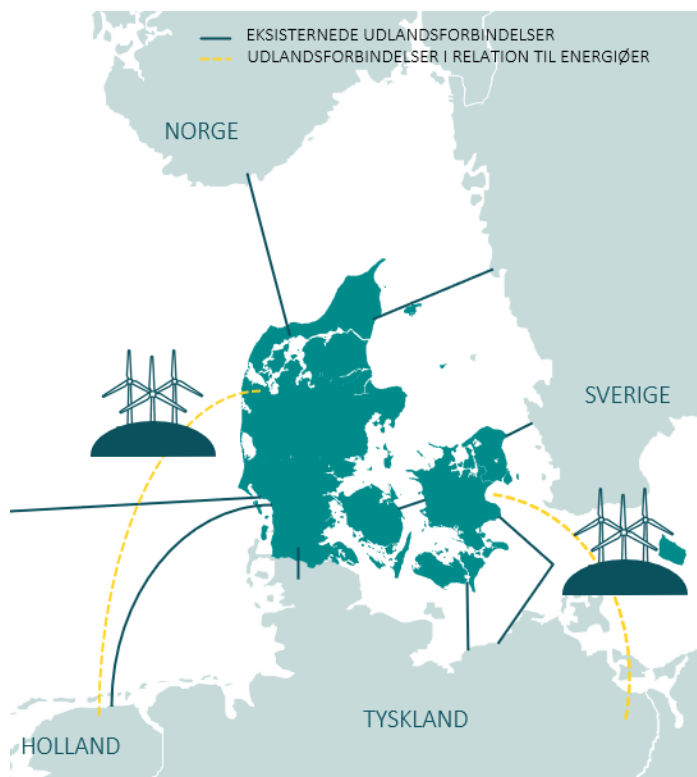 EKSISTERNEDE UDLANDSFORBINDELSER
UDLANDSFORBINDELSER I RELATION TIL ENERGIØER
NORGE
SVERIGE
TYSKLAND
HOLLAND